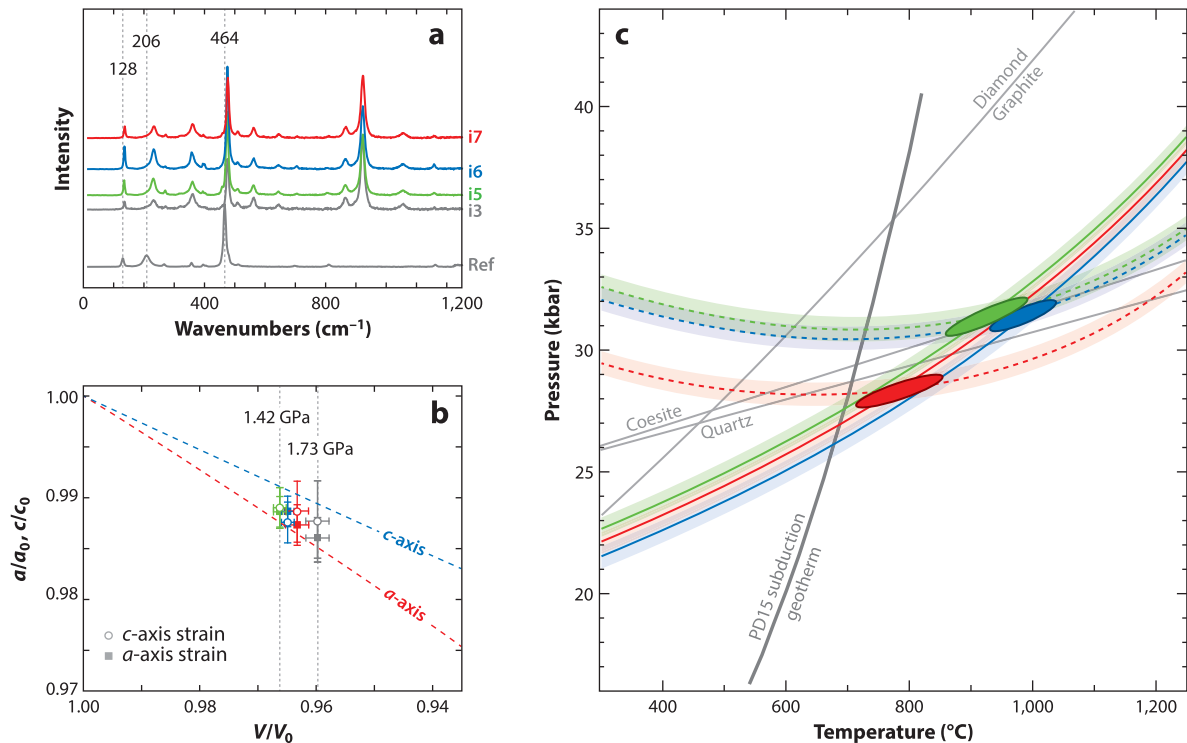 a
128
206
464
Intensity
i7
i6
i5
i3
Ref
0
400
800
1,200
Wavenumbers (cm⁻¹)
b
1.00
0.99
0.98
0.97
a/a₀, c/c₀
1.42 GPa
1.73 GPa
c-axis
a-axis
c-axis strain
a-axis strain
1.00
0.98
0.96
0.94
V/V₀
c
Diamond
Graphite
Coesite
Quartz
PD15 subduction
geotherm
40
35
30
25
20
Pressure (kbar)
400
600
800
1,000
1,200
Temperature (°C)